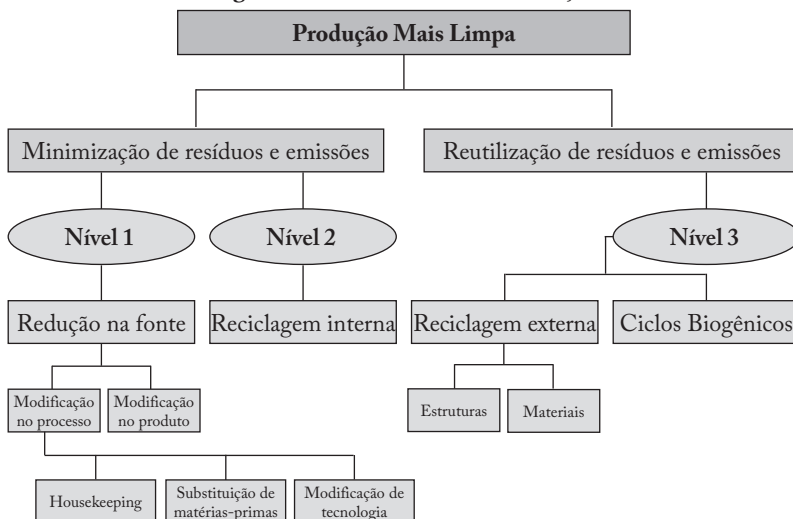 Produção Mais Limpa
Minimização de resíduos e emissões
Reutilização de resíduos e emissões
Nível 1
Nível 2
Nível 3
Redução na fonte
Reciclagem interna
Reciclagem externa
Ciclos Biogênicos
Modificação
no processo
Modificação
no produto
Estruturas
Materiais
Housekeeping
Substituição de
matérias-primas
Modificação de
tecnologia